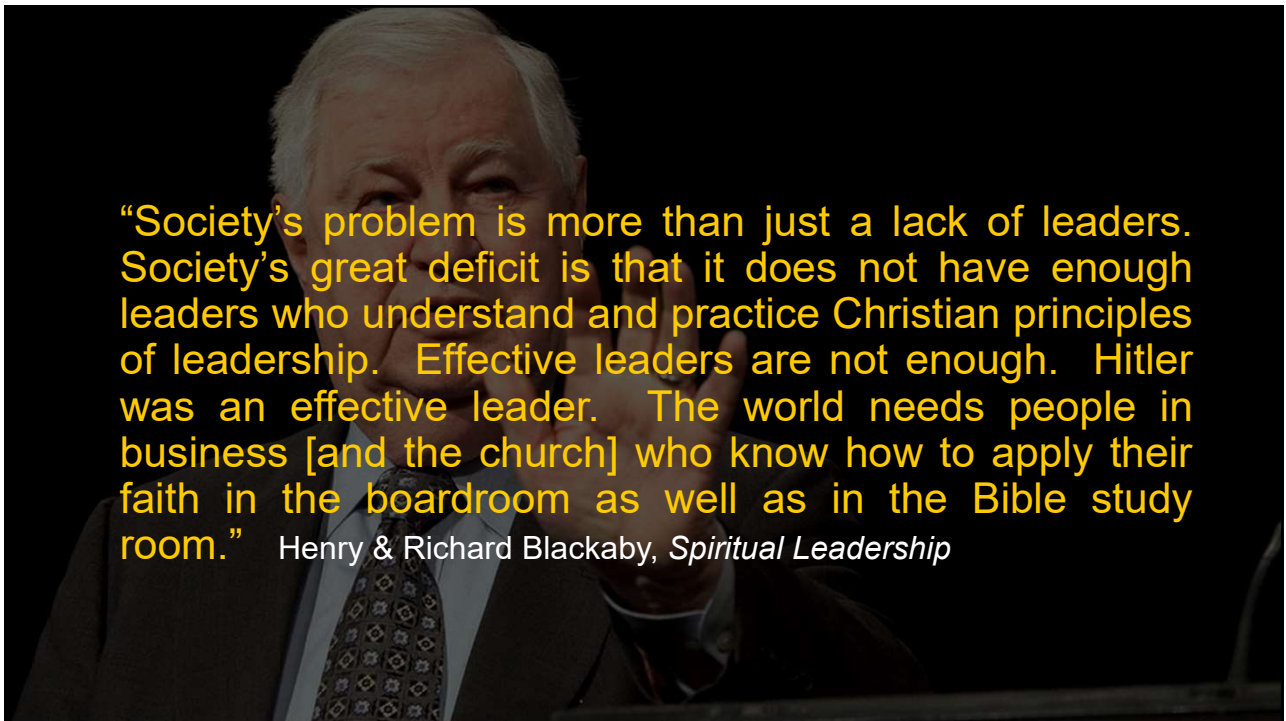 “Society’s problem is more than just a lack of leaders.
Society’s great deficit is that it does not have enough
leaders who understand and practice Christian principles
of leadership.  Effective leaders are not enough.  Hitler
was an effective leader.  The world needs people in
business [and the church] who know how to apply their
faith in the boardroom as well as in the Bible study
room.”  Henry & Richard Blackaby, Spiritual Leadership